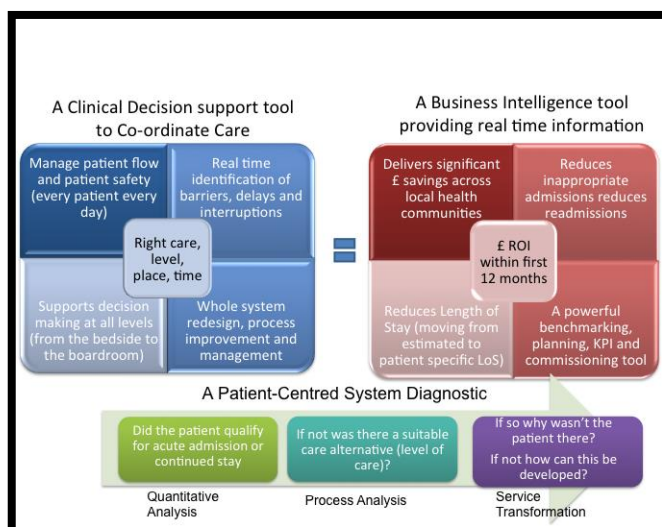 A Clinical Decision support tool
to Co-ordinate Care
Manage patient flow
and patient safety
(every patient every
day)
Real time
identification of
barriers, delays and
interruptions
Right care,
level,
place, time
Supports decision
making at all levels
(from the bedside to
the boardroom)
Whole system
redesign, process
improvement and
management
=
A Business Intelligence tool
providing real time information
Delivers significant
£ savings across
local health
communities
Reduces
inappropriate
admissions reduces
readmissions
£ ROI
within first
12 months
Reduces Length of
Stay (moving from
estimated to
patient specific LoS)
A powerful
benchmarking,
planning, KPI and
commissioning tool
A Patient-Centred System Diagnostic
Did the patient qualify
for acute admission or
continued stay
If not was there a suitable
care alternative (level of
care)?
If so why wasn't the
patient there?
If not how can this be
developed?
Quantitative
Analysis
Process Analysis
Service
Transformation